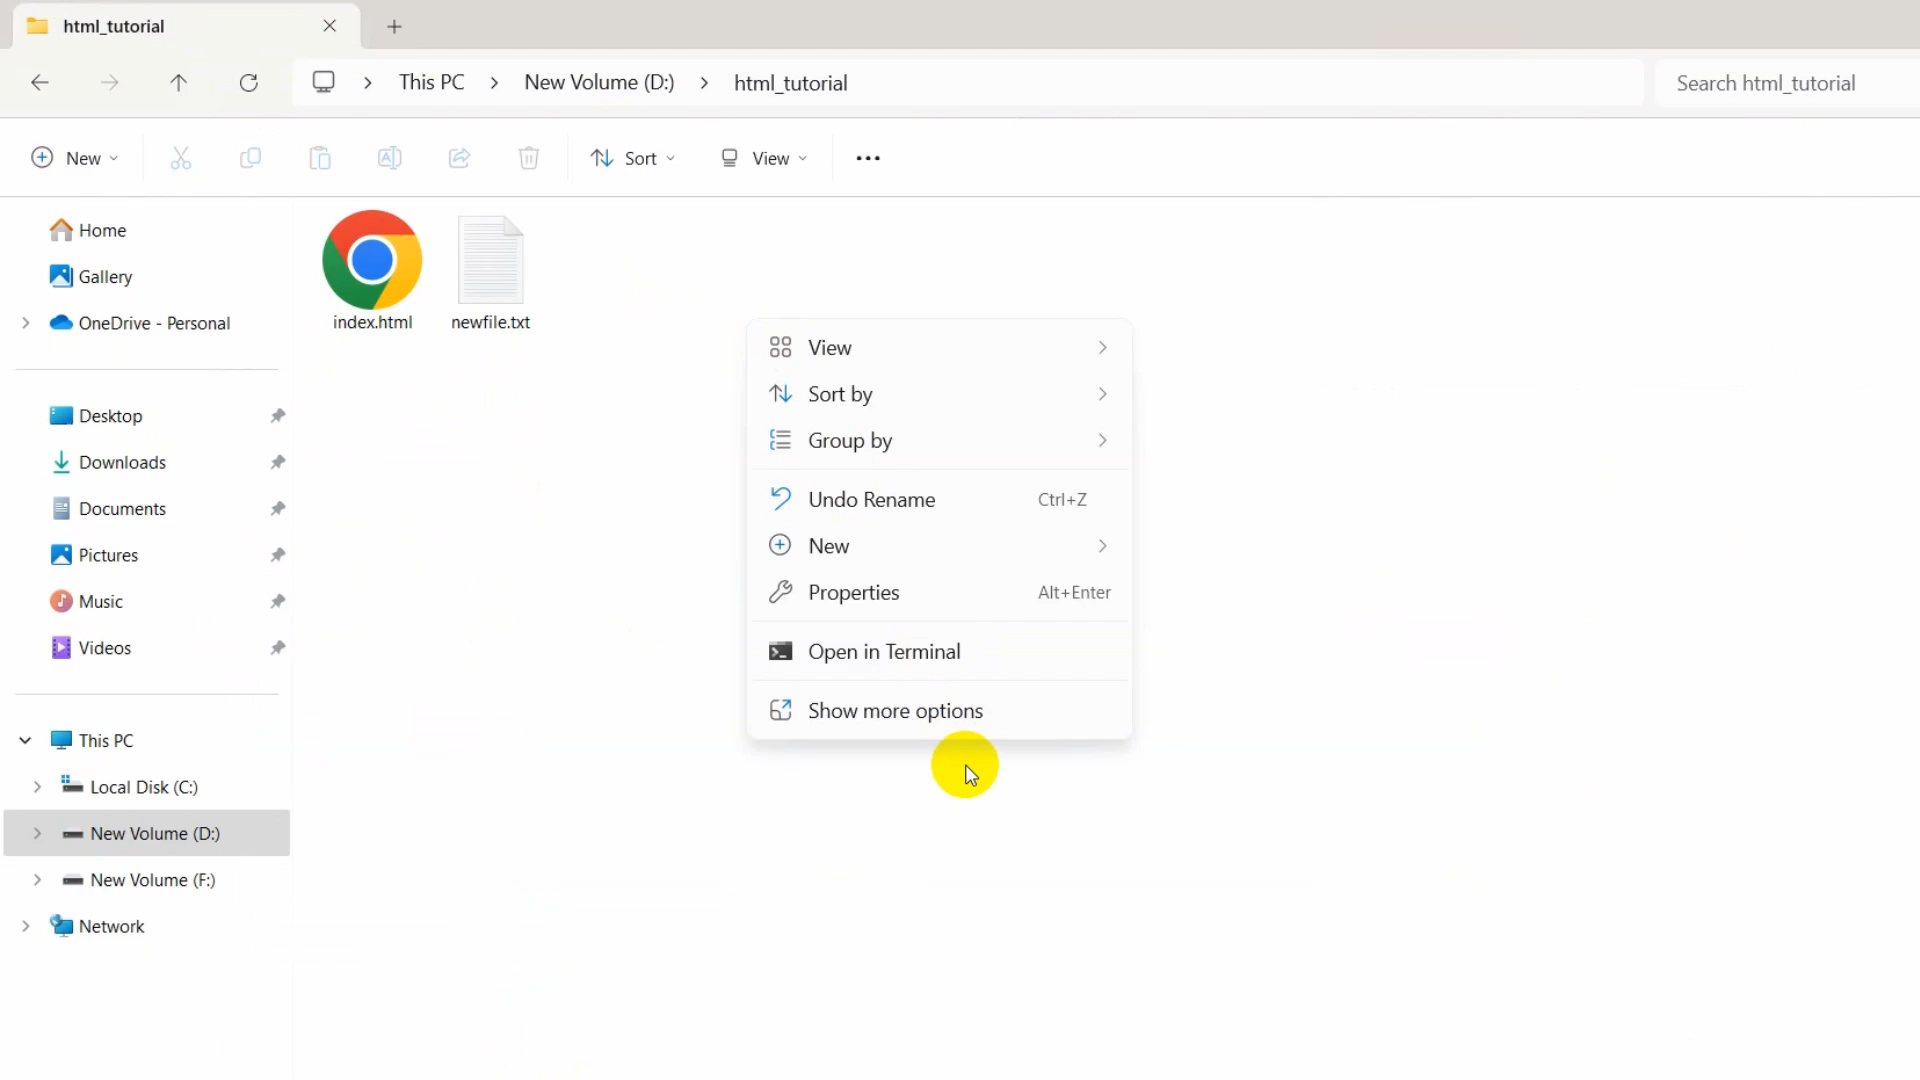 html_tutorial
This PC
New Volume (D:)
html_tutorial
Search html_tutorial
New
Sort
View
Home
Gallery
OneDrive - Personal
Desktop
Downloads
Documents
Pictures
Music
Videos
This PC
Local Disk (C:)
New Volume (D:)
New Volume (F:)
Network
index.html
newfile.txt
View
Sort by
Group by
Undo Rename Ctrl+Z
New
Properties Alt+Enter
Open in Terminal
Show more options